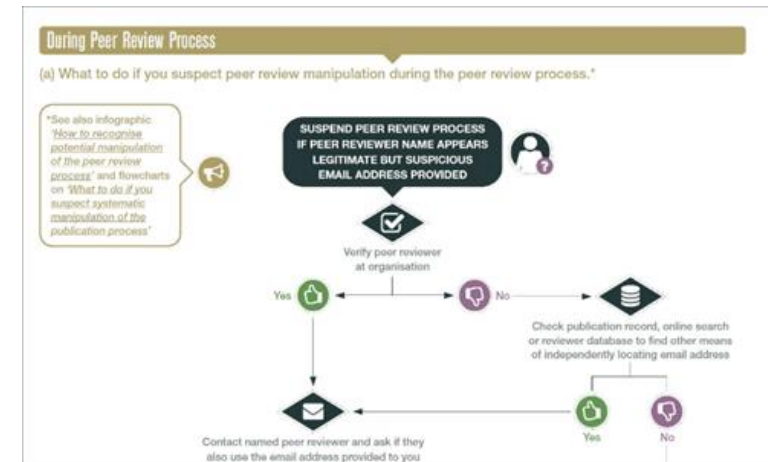 During Peer Review Process
(a) What to do if you suspect peer review manipulation during the peer review process.*
*See also infographic
'How to recognise
potential manipulation
of the peer review
process' and flowcharts
on 'What to do if you
suspect systematic
manipulation of the
publication process'
SUSPEND PEER REVIEW PROCESS
IF PEER REVIEWER NAME APPEARS
LEGITIMATE BUT SUSPICIOUS
EMAIL ADDRESS PROVIDED
?
Verify peer reviewer
at organisation
Yes
No
Check publication record, online search
or reviewer database to find other means
of independently locating email address
Yes
No
Contact named peer reviewer and ask if they
also use the email address provided to you